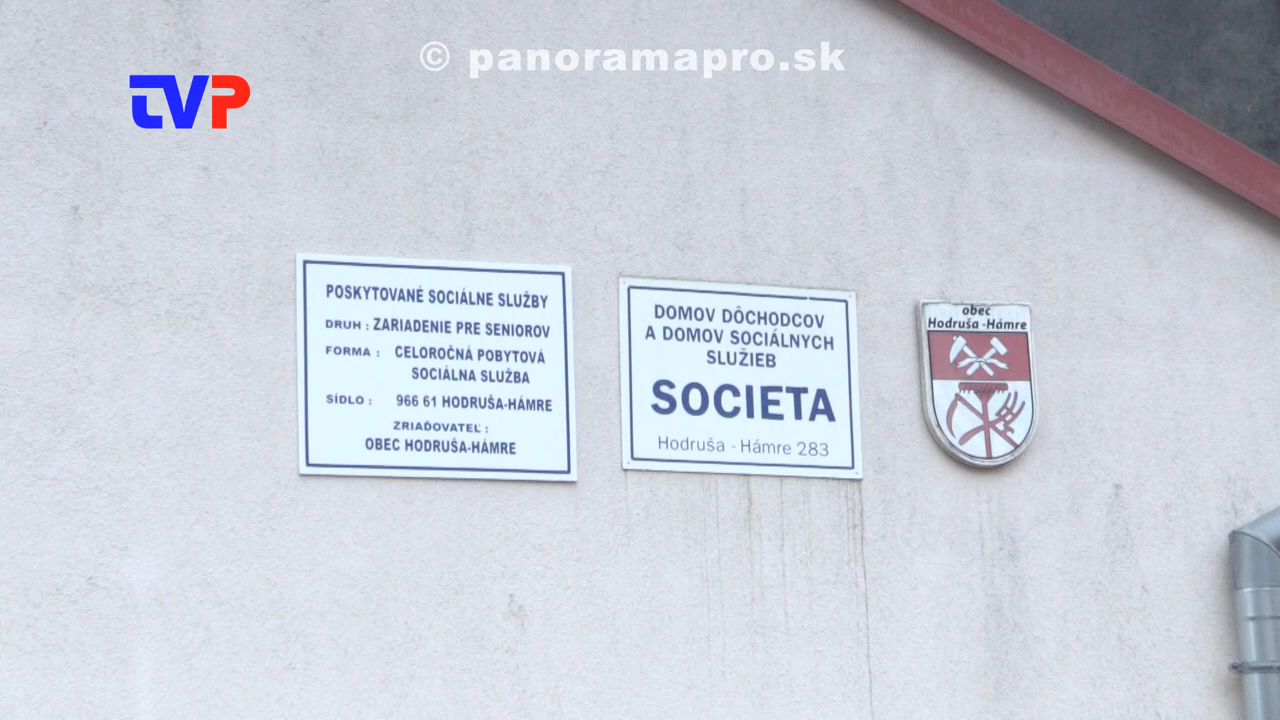 © panoramapro.sk
TVP
POSKYTOVANÉ SOCIÁLNE SLUŽBY
DRUH : ZARIADENIE PRE SENIOROV
FORMA : CELOROČNÁ POBYTOVÁ
SOCIÁLNA SLUŽBA
SÍDLO : 966 61 HODRUŠA-HÁMRE
ZRIAĎOVATEĽ :
OBEC HODRUŠA-HÁMRE
DOMOV DÔCHODCOV
A DOMOV SOCIÁLNYCH
SLUŽIEB
SOCIETA
Hodruša - Hámre 283
obec
Hodruša -Hámre